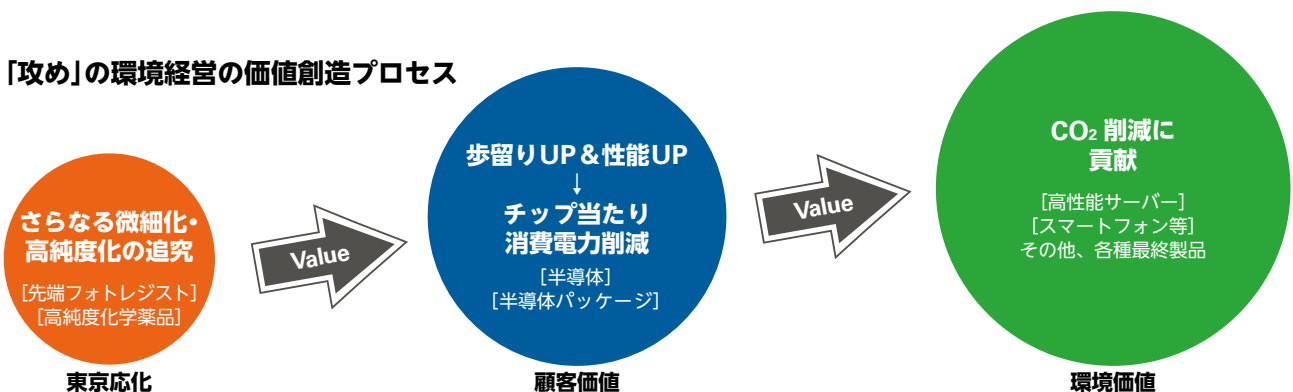 「攻め」の環境経営の価値創造プロセス
さらなる微細化・
高純度化の追究
[先端フォトレジスト]
[高純度化学薬品]
東京応化
Value
歩留りUP＆性能UP
↓
チップ当たり
消費電力削減
[半導体]
[半導体パッケージ]
顧客価値
Value
CO₂ 削減に
貢献
[高性能サーバー]
[スマートフォン等]
その他、各種最終製品
環境価値